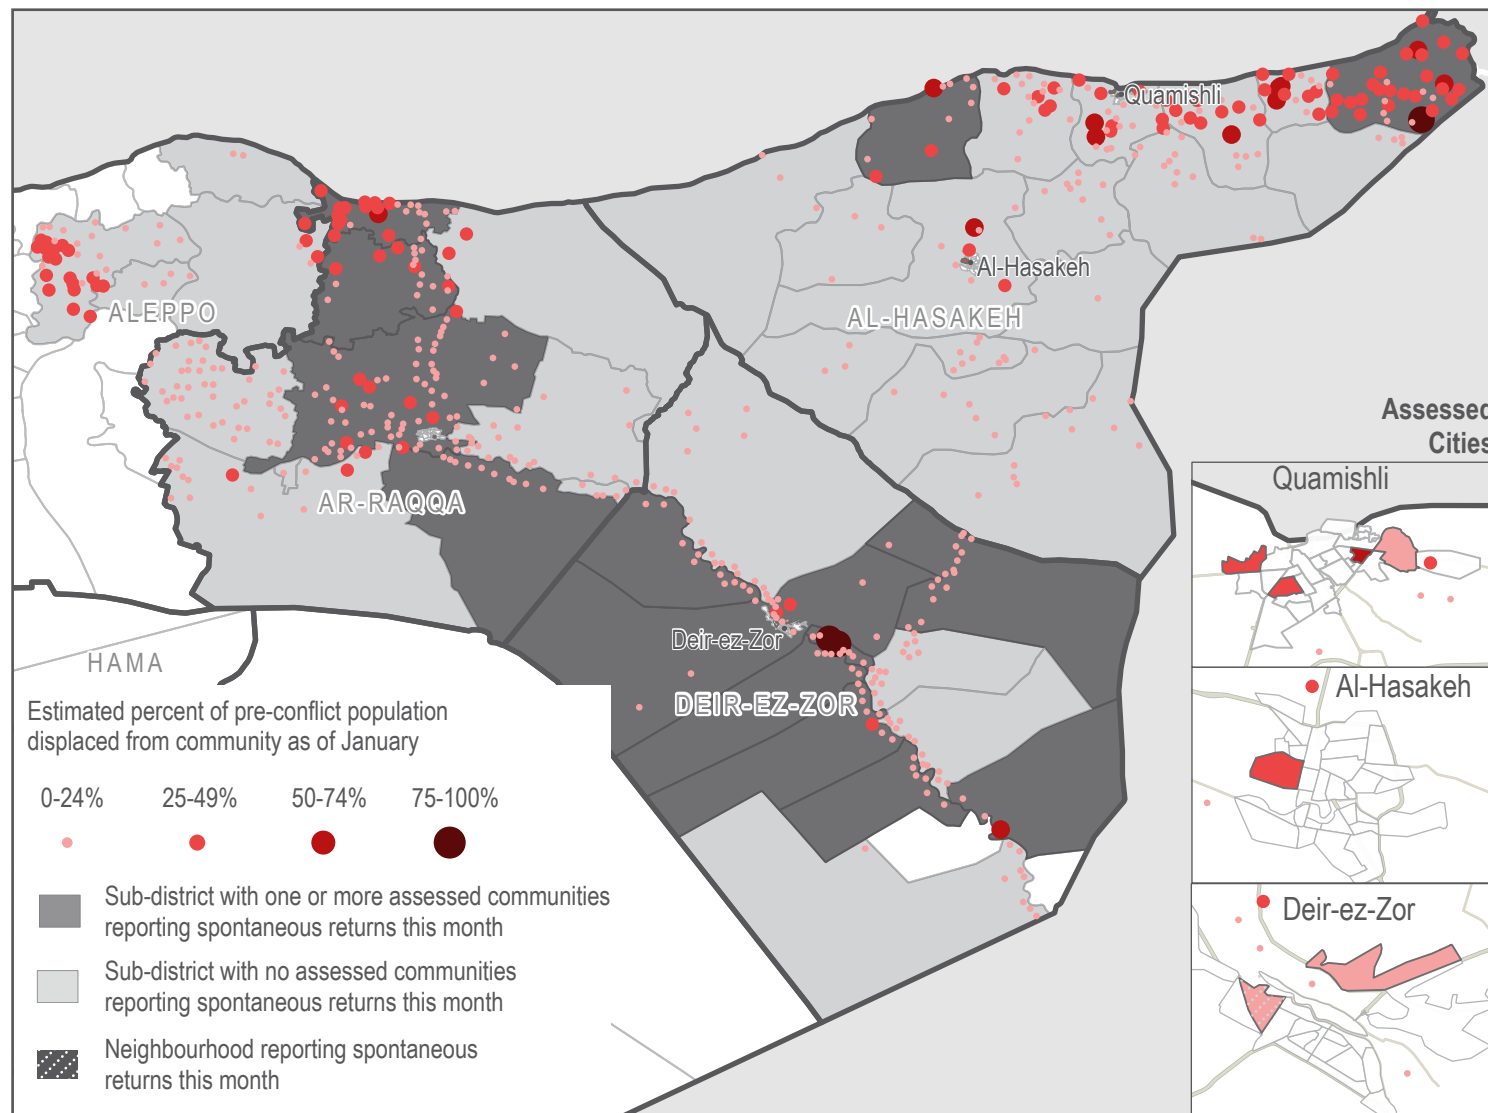 Quamishli
Al-Hasakeh
ALEPPO
AL-HASAKEH
Assessed
Cities
Quamishli
AR-RAQQA
Deir-ez-Zor
HAMA
DEIR-EZ-ZOR
Al-Hasakeh
Estimated percent of pre-conflict population
displaced from community as of January
0-24% 25-49% 50-74% 75-100%
Sub-district with one or more assessed communities
reporting spontaneous returns this month
Deir-ez-Zor
Sub-district with no assessed communities
reporting spontaneous returns this month
Neighbourhood reporting spontaneous
returns this month